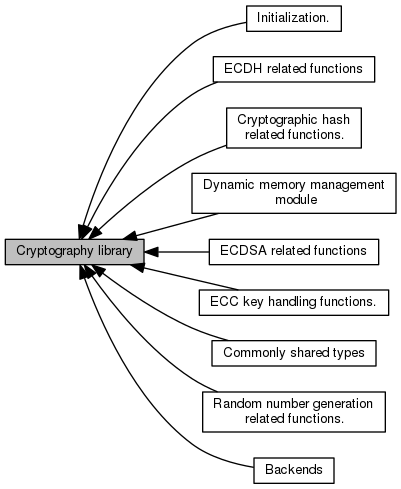 Initialization.
ECDH related functions
Cryptographic hash
related functions.
Dynamic memory management
module
Cryptography library
ECDSA related functions
ECC key handling functions.
Commonly shared types
Random number generation
related functions.
Backends